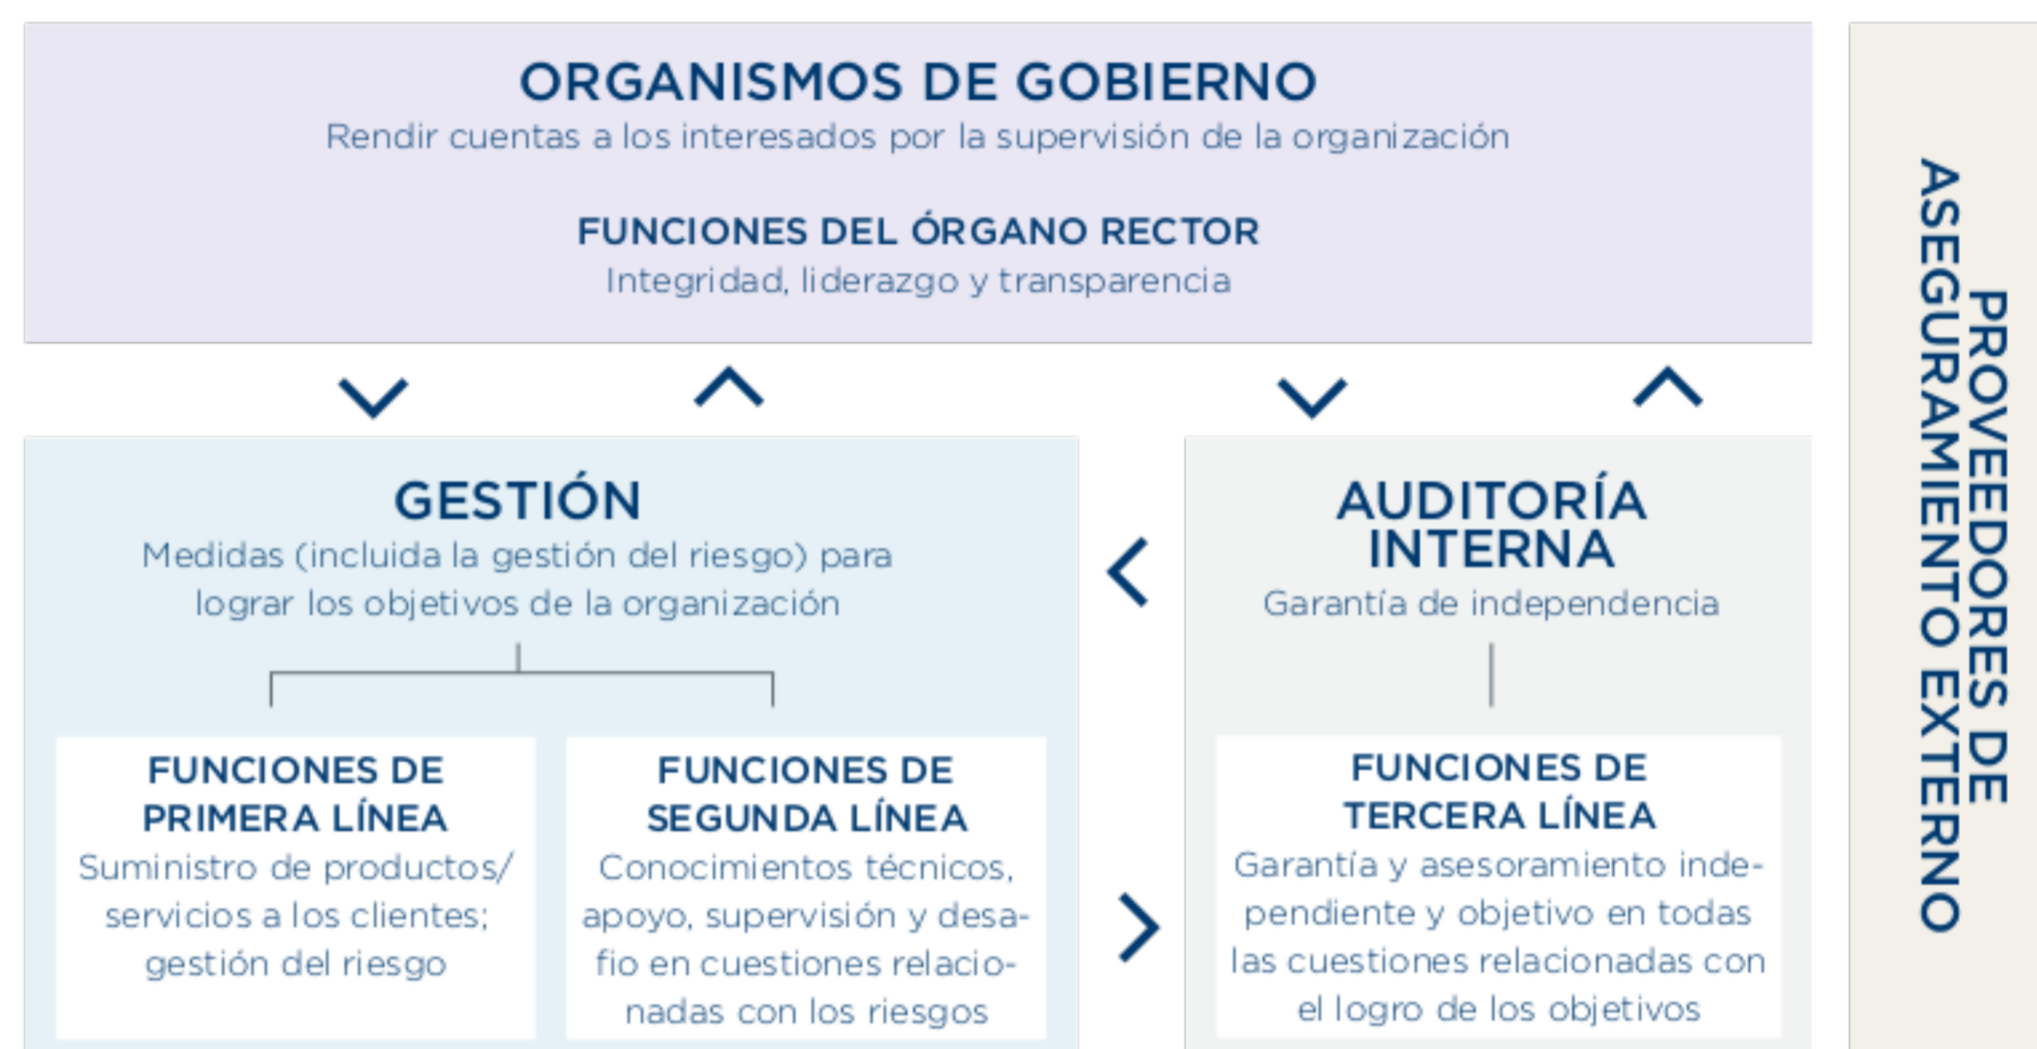 ORGANISMOS DE GOBIERNO
Rendir cuentas a los interesados por la supervisión de la organización
FUNCIONES DEL ÓRGANO RECTOR
Integridad, liderazgo y transparencia
GESTIÓN
Medidas (incluida la gestión del riesgo) para
lograr los objetivos de la organización
FUNCIONES DE
PRIMERA LÍNEA
Suministro de productos/
servicios a los clientes;
gestión del riesgo
FUNCIONES DE
SEGUNDA LÍNEA
Conocimientos técnicos,
apoyo, supervisión y desa-
fio en cuestiones relacio-
nadas con los riesgos
AUDITORÍA
INTERNA
Garantía de independencia
FUNCIONES DE
TERCERA LÍNEA
Garantía y asesoramiento inde-
pendiente y objetivo en todas
las cuestiones relacionadas con
el logro de los objetivos
PROVEEDORES DE
ASEGURAMIENTO EXTERNO